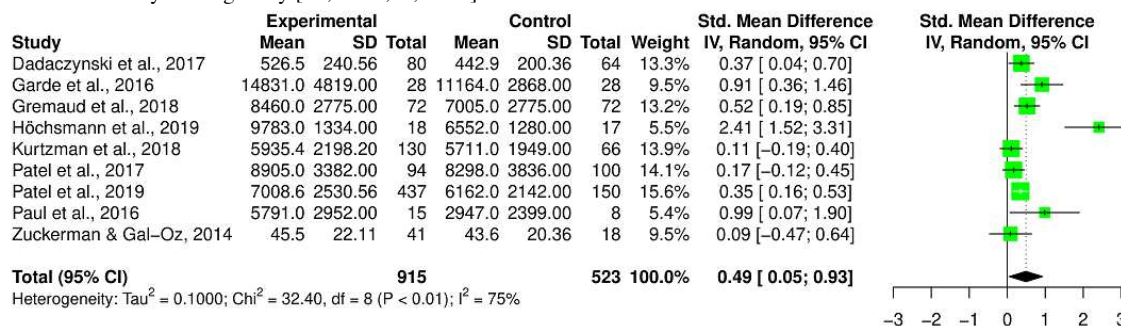 Experimental Control Std. Mean Difference Std. Mean Difference
Study Mean SD Total Mean SD Total Weight IV, Random, 95% CI IV, Random, 95% CI
Dadaczynski et al., 2017 526.5 240.56 80 442.9 200.36 64 13.3% 0.37 [ 0.04; 0.70]
Garde et al., 2016 14831.0 4819.00 28 11164.0 2868.00 28 9.5% 0.91 [ 0.36; 1.46]
Gremaud et al., 2018 8460.0 2775.00 72 7005.0 2775.00 72 13.2% 0.52 [ 0.19; 0.85]
Höchsmann et al., 2019 9783.0 1334.00 18 6552.0 1280.00 17 5.5% 2.41 [ 1.52; 3.31]
Kurtzman et al., 2018 5935.4 2198.20 130 5711.0 1949.00 66 13.9% 0.11 [−0.19; 0.40]
Patel et al., 2017 8905.0 3382.00 94 8298.0 3836.00 100 14.1% 0.17 [−0.12; 0.45]
Patel et al., 2019 7008.6 2530.56 437 6162.0 2142.00 150 15.6% 0.35 [ 0.16; 0.53]
Paul et al., 2016 5791.0 2952.00 15 2947.0 2399.00 8 5.4% 0.99 [ 0.07; 1.90]
Zuckerman & Gal−Oz, 2014 45.5 22.11 41 43.6 20.36 18 9.5% 0.09 [−0.47; 0.64]
Total (95% CI) 915 523 100.0% 0.49 [ 0.05; 0.93]
Heterogeneity: Tau² = 0.1000; Chi² = 32.40, df = 8 (P < 0.01); I² = 75%
−3 −2 −1 0 1 2 3